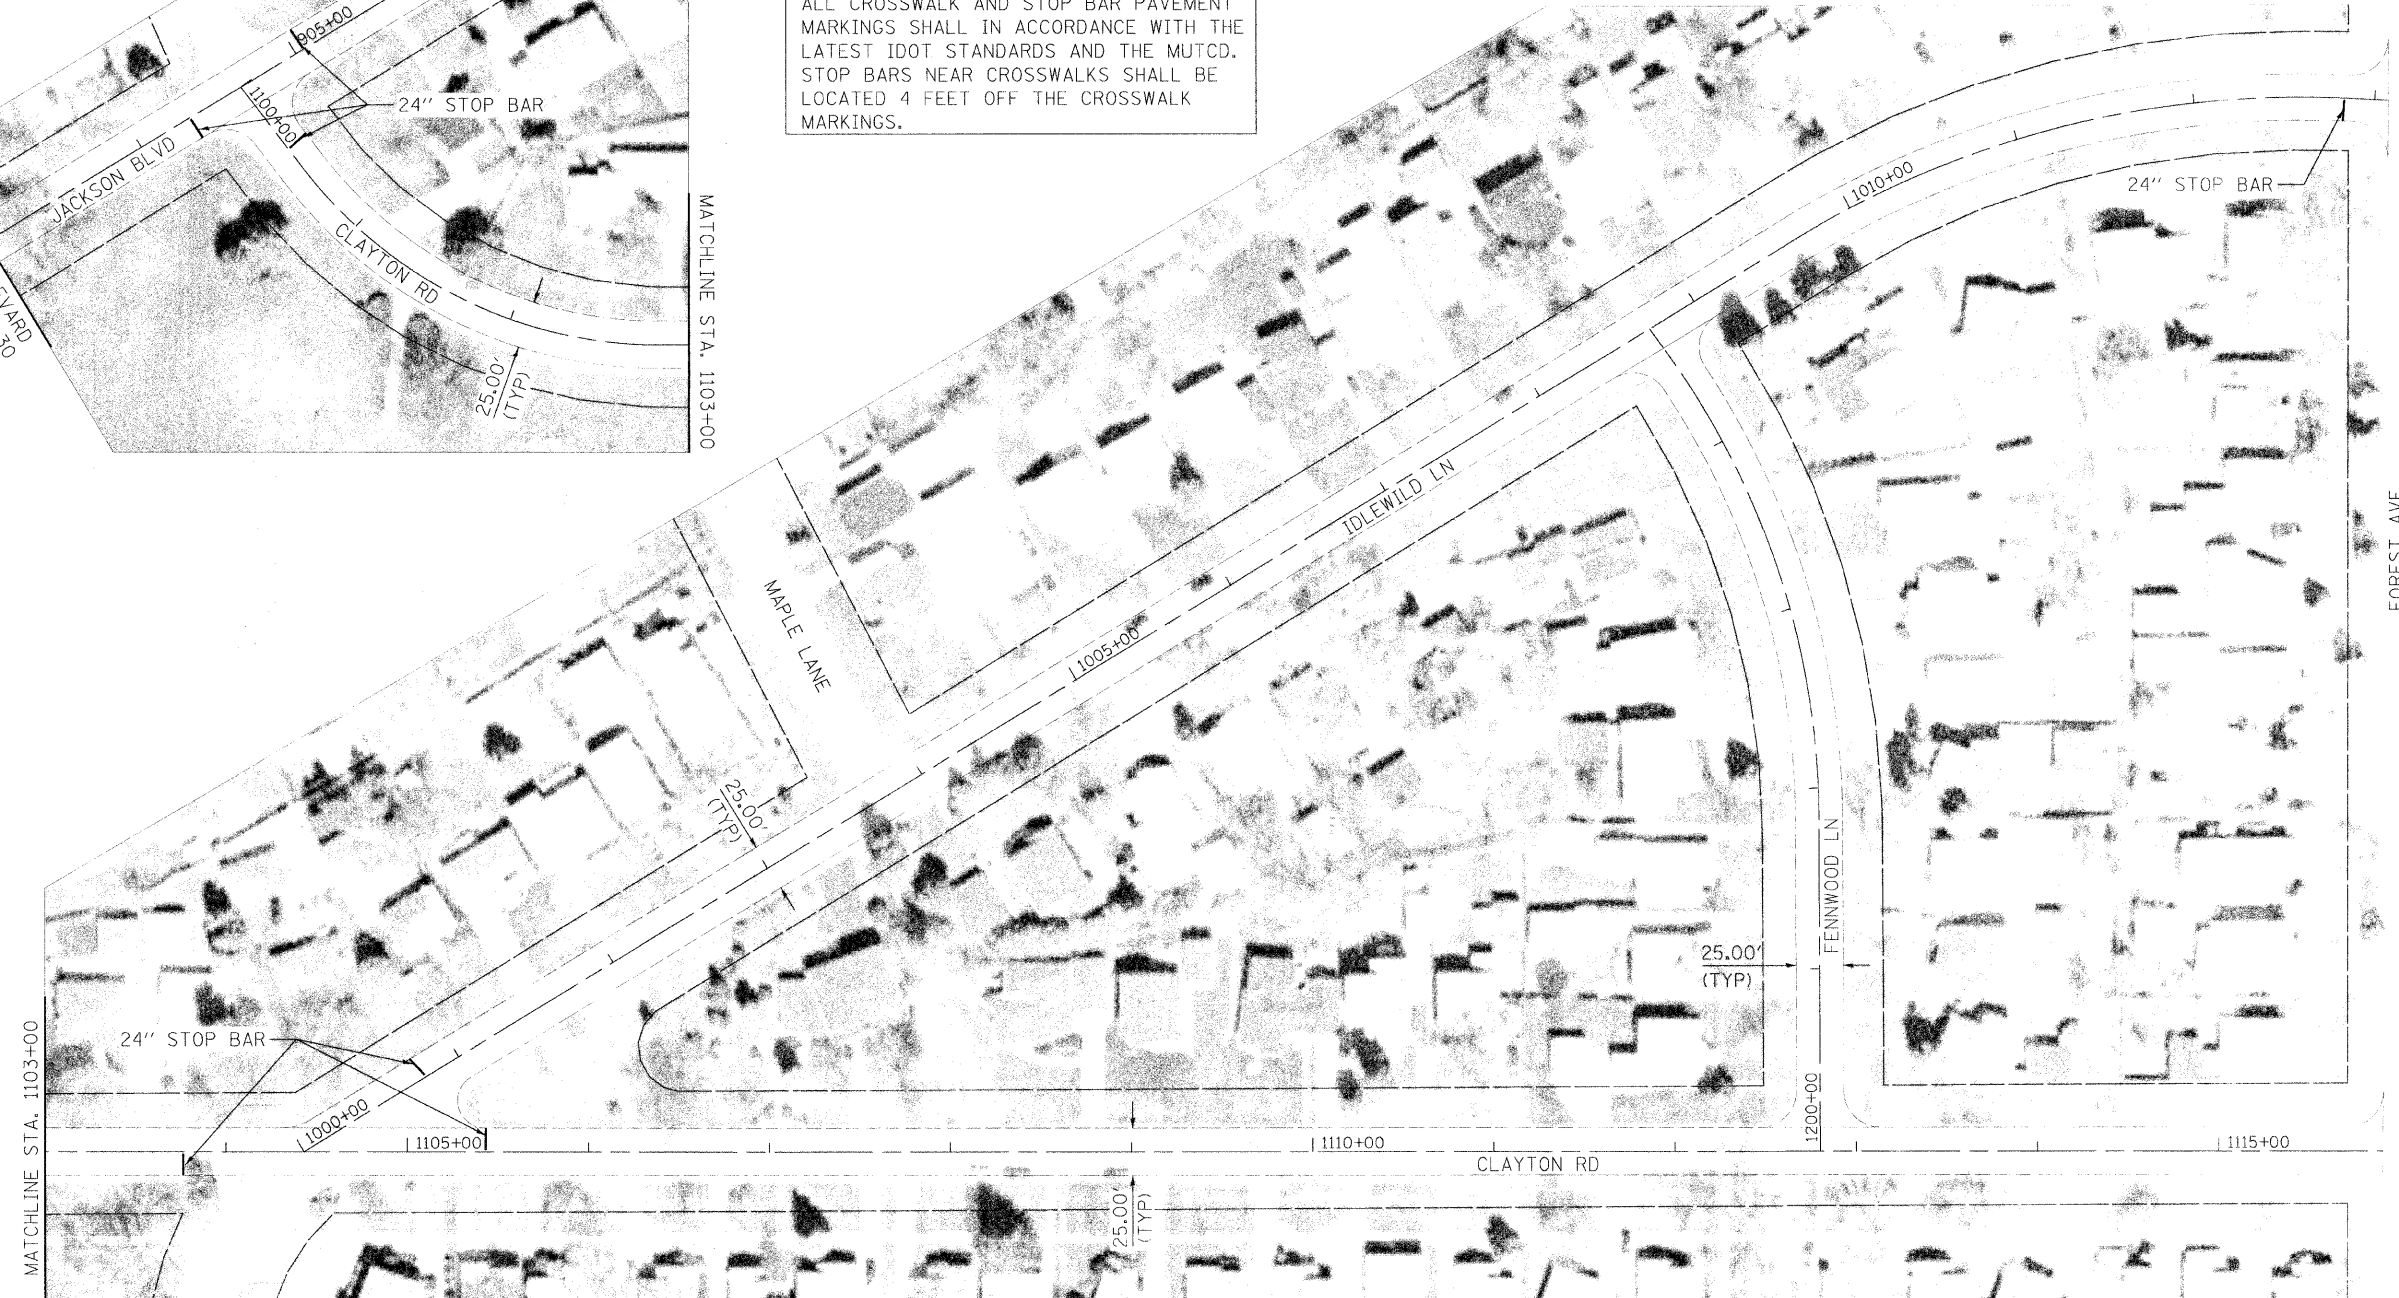 905+00
ALL CROSSWALK AND STOP BAR PAVEMENT
MARKINGS SHALL IN ACCORDANCE WITH THE
LATEST IDOT STANDARDS AND THE MUTCD.
STOP BARS NEAR CROSSWALKS SHALL BE
LOCATED 4 FEET OFF THE CROSSWALK
MARKINGS.
1100+00
24" STOP BAR
JACKSON BLVD
CLAYTON RD
MATCHLINE STA. 1103+00
25.00'
(TYP)
EVARD
30
1010+00
24" STOP BAR
IDLEWILD LN
FOREST AVE
MAPLE LANE
1005+00
25.00'
(TYP)
FENNWOOD LN
25.00'
(TYP)
24" STOP BAR
MATCHLINE STA. 1103+00
1000+00
1105+00
1110+00
1200+00
1115+00
CLAYTON RD
25.00'
(TYP)